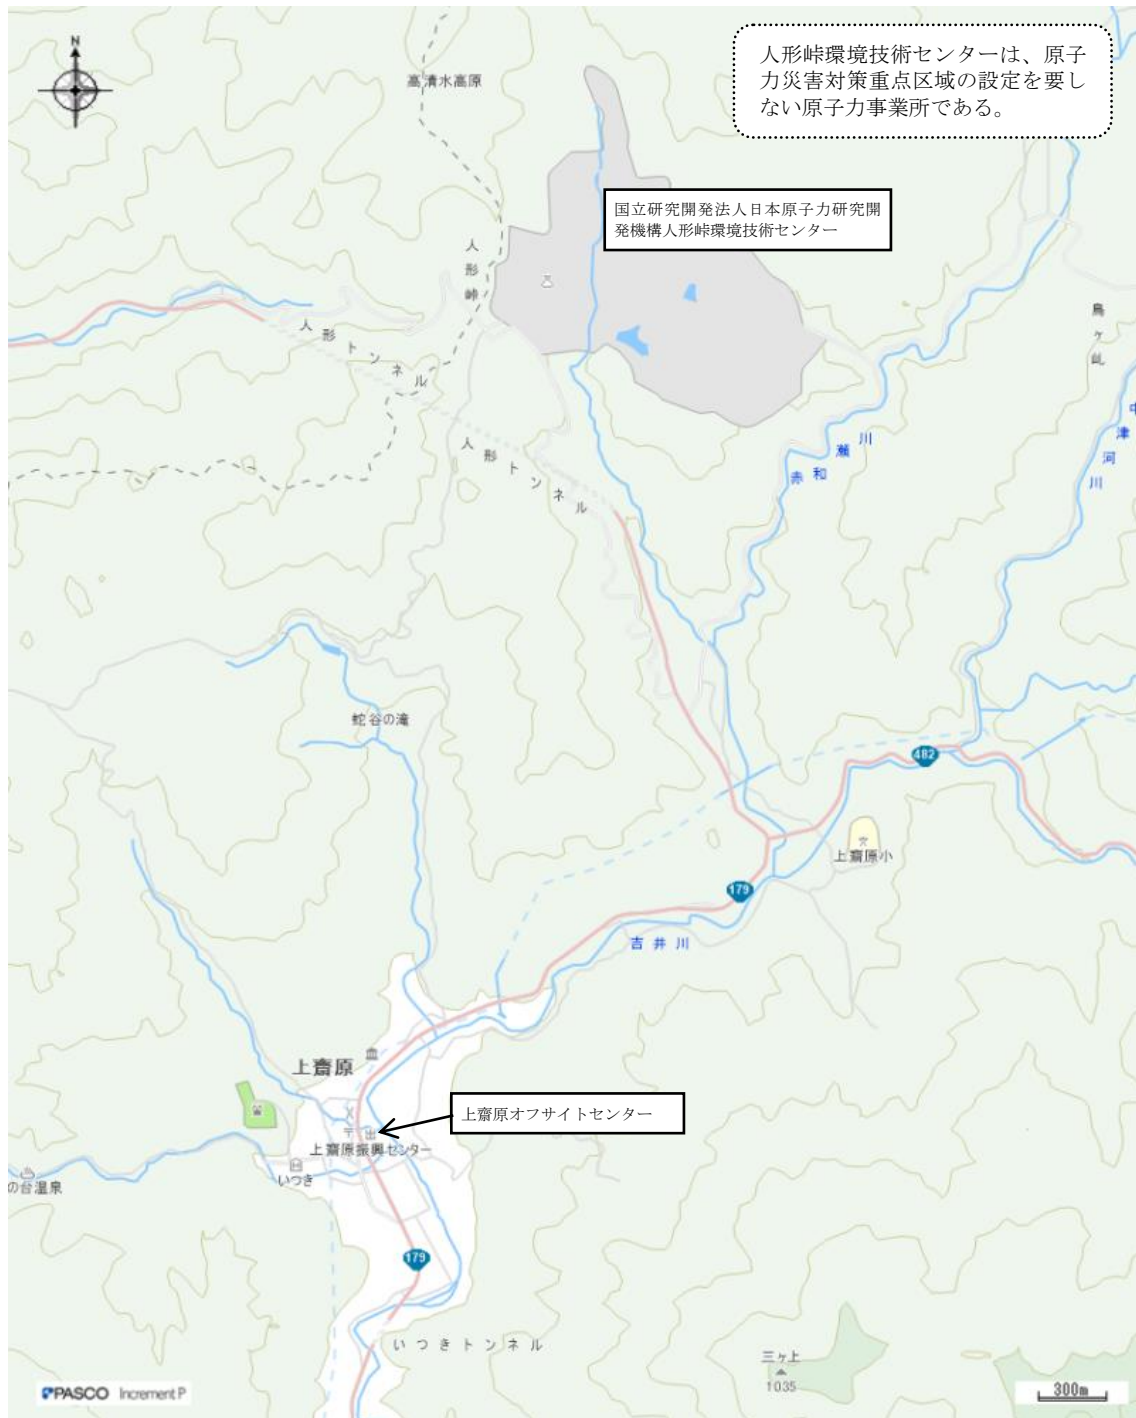 N
高清水高原
人形峠環境技術センターは、原子
力災害対策重点区域の設定を要し
ない原子力事業所である。
国立研究開発法人日本原子力研究開
発機構人形峠環境技術センター
人形峠
人形トンネル
人形トンネル
赤和瀬川
中津河川
蛇谷の滝
482
上齋原小
179
吉井川
上齋原
上齋原オフサイトセンター
上齋原振興センター
いつき
の台温泉
179
いつきトンネル
三ヶ上
1035
PASCO Increment P
300m